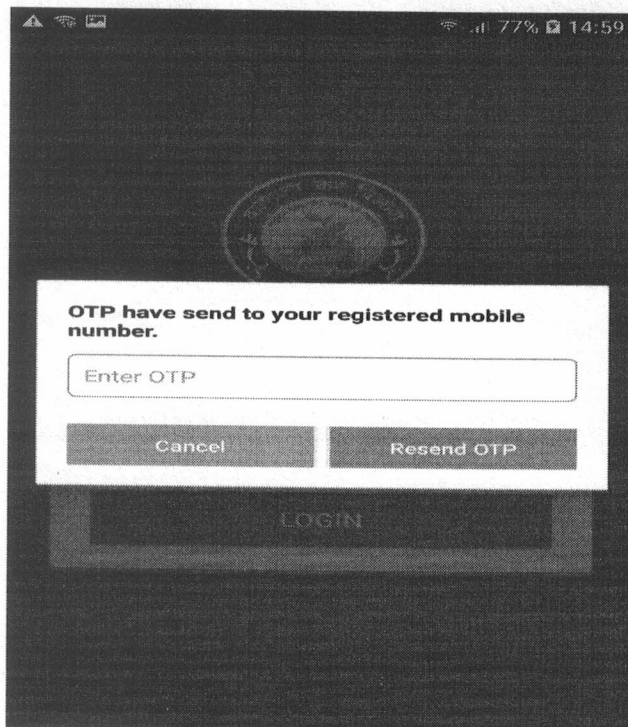 77% 14:59
OTP have send to your registered mobile
number.
Enter OTP
Cancel
Resend OTP
LOGIN